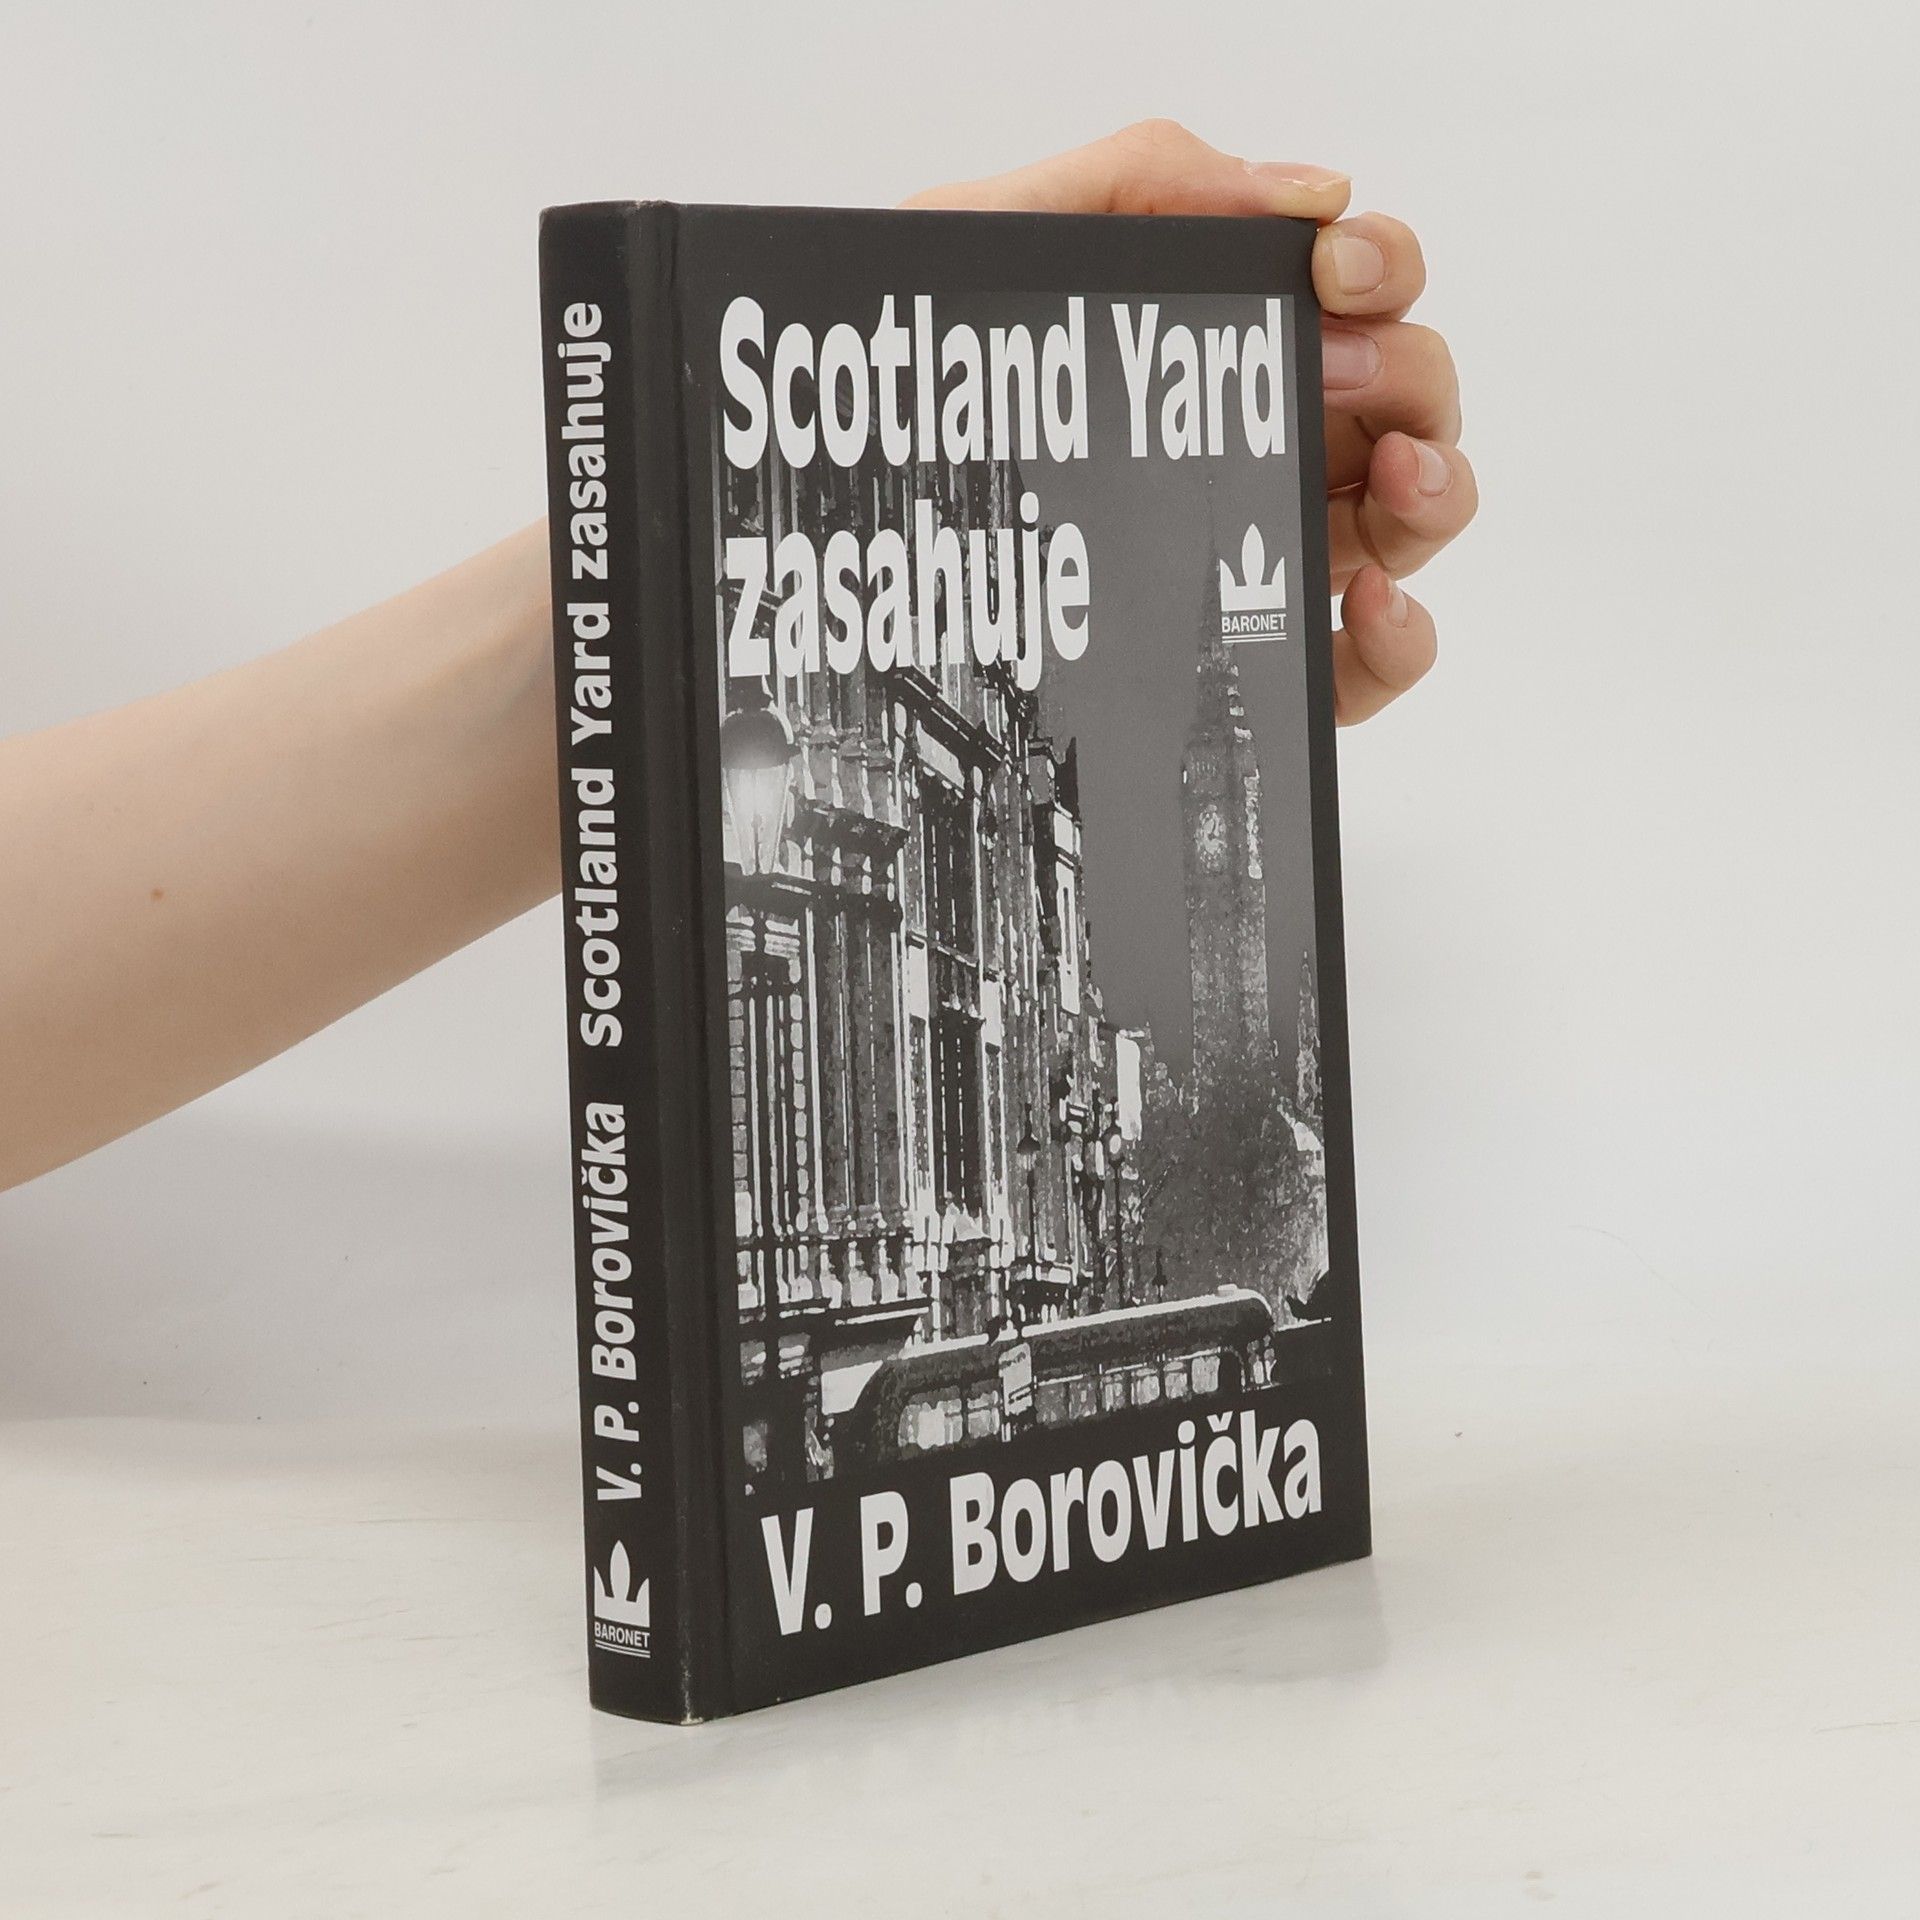 Scotland Yard
zasahuje
BARONET
V. P. Borovička
V. P. Borovička scotland Yard zasahuje
BARONET